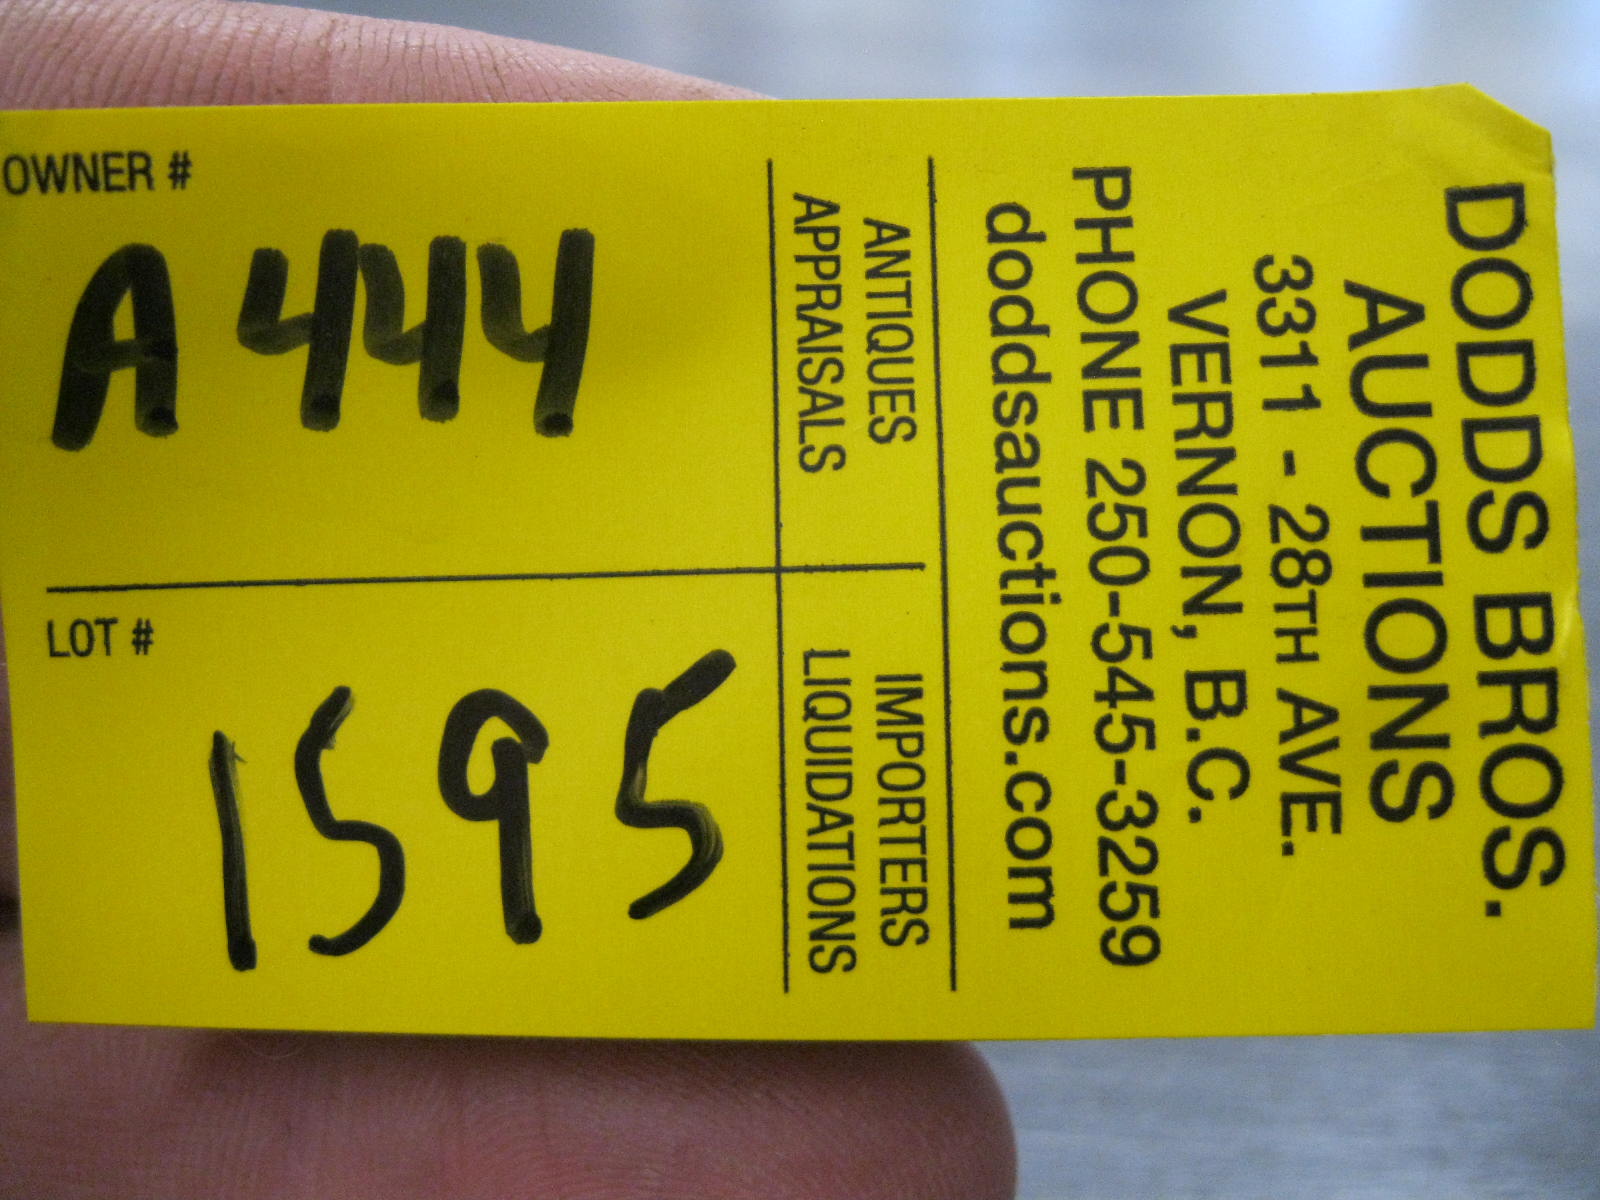 DODDS BROS.
AUCTIONS
3311 - 28TH AVE.
VERNON, B.C.
PHONE 250-545-3259
doddsauctions.com
ANTIQUES
APPRAISALS
IMPORTERS
LIQUIDATIONS
OWNER #
A444
LOT #
1595